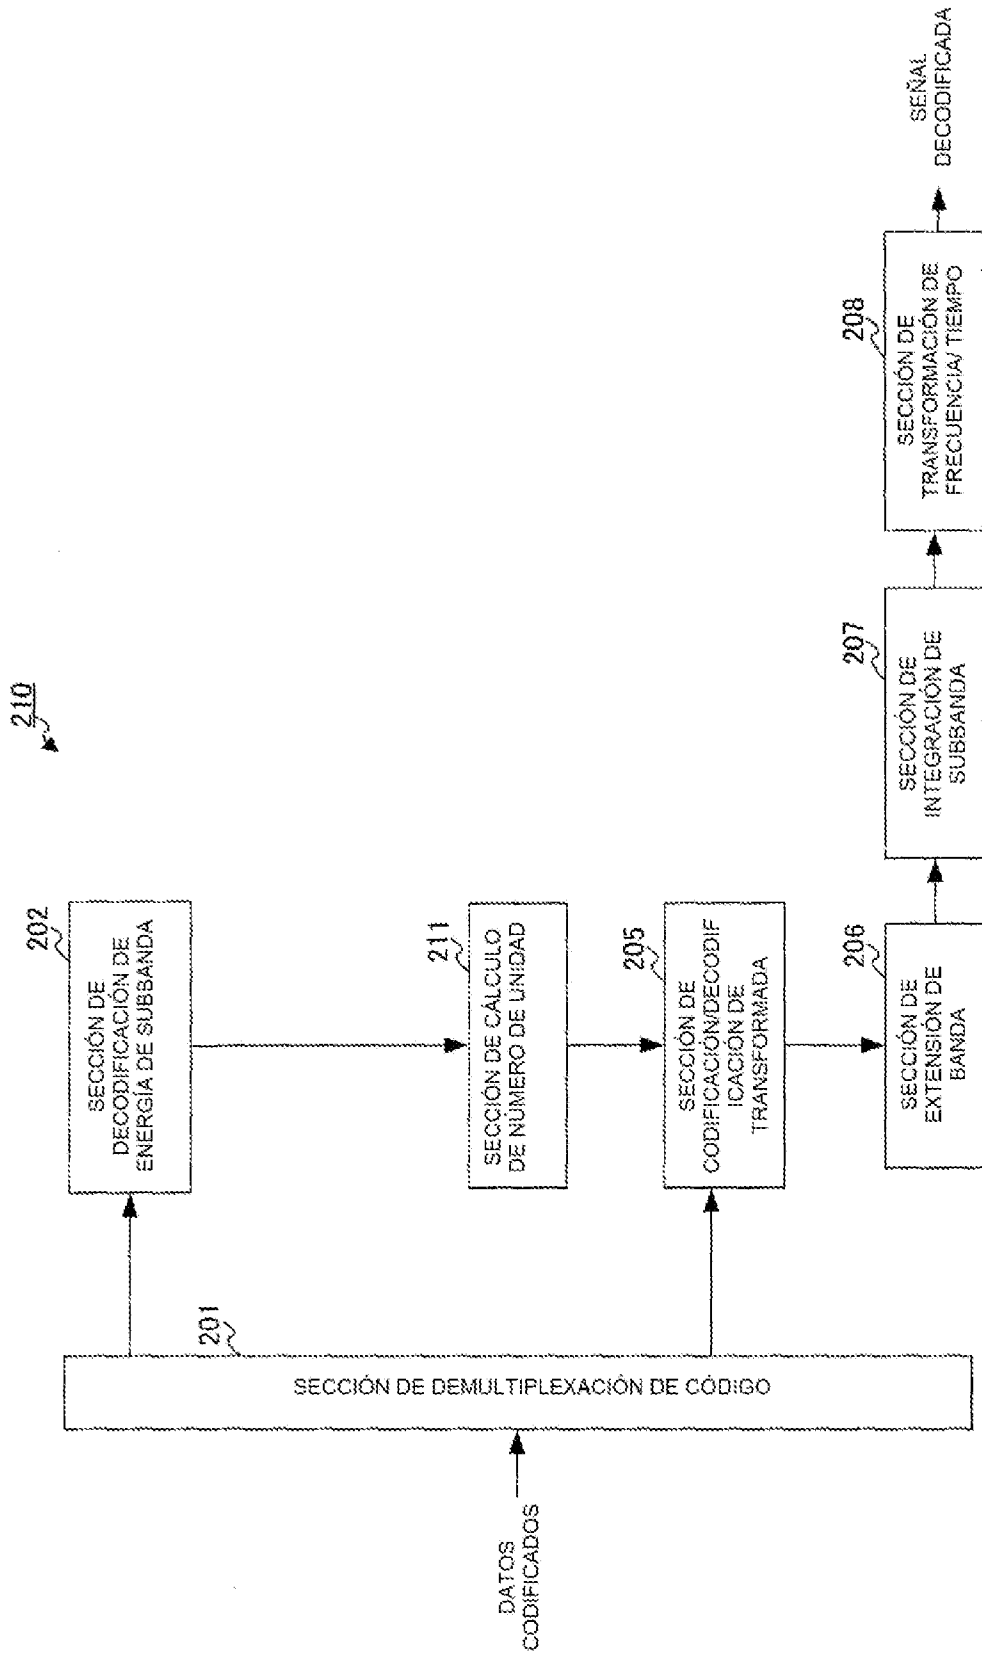 210
DATOS
CODIFICADOS
201
SECCIÓN DE DEMULTIPLEXACIÓN DE CÓDIGO
202
SECCIÓN DE
DECODIFICACIÓN DE
ENERGÍA DE SUBBANDA
211
SECCIÓN DE CALCULO
DE NÚMERO DE UNIDAD
205
SECCIÓN DE
CODIFICACIÓN/DECODIF
ICACIÓN DE
TRANSFORMADA
206
SECCIÓN DE
EXTENSIÓN DE
BANDA
207
SECCIÓN DE
INTEGRACIÓN DE
SUBBANDA
208
SECCIÓN DE
TRANSFORMACIÓN DE
FRECUENCIA/ TIEMPO
SEÑAL
DECODIFICADA